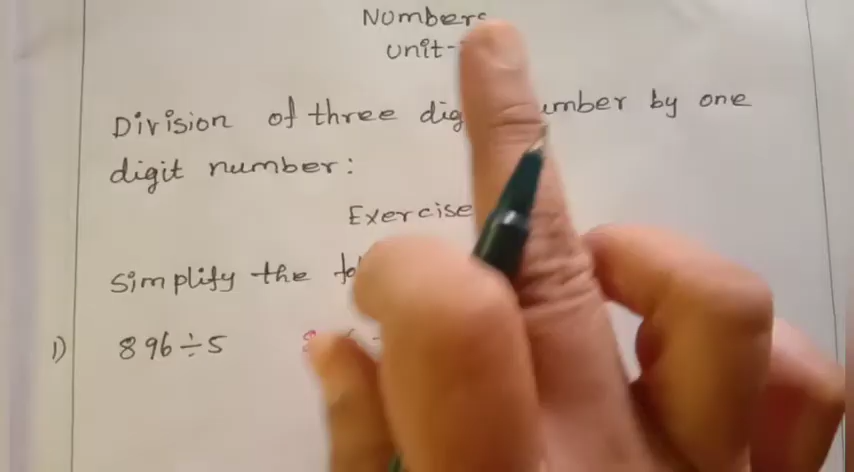 Numbers
Unit-
Division of three dig umber by one
digit number:
Exercise
Simplify the
1) 896÷5